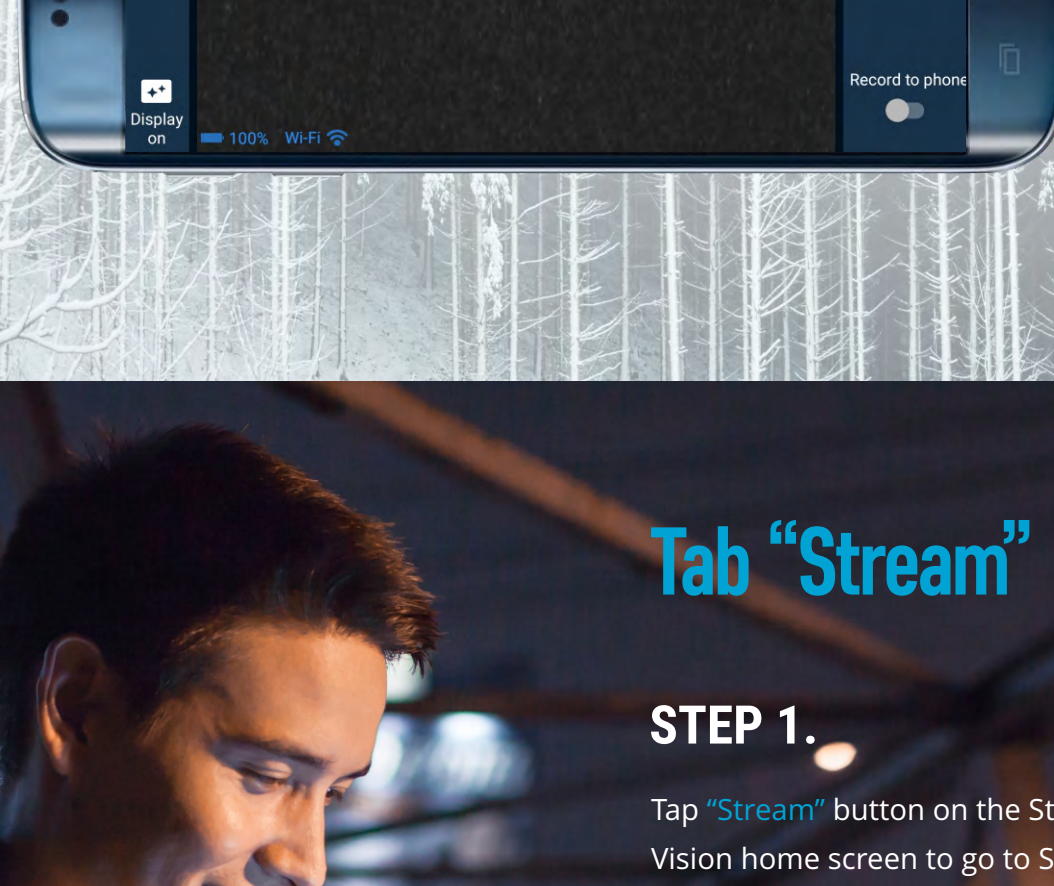 Record to phone
Display
on
100% Wi-Fi
Tab “Stream”
STEP 1.
Tap “Stream” button on the
Vision home screen to go to